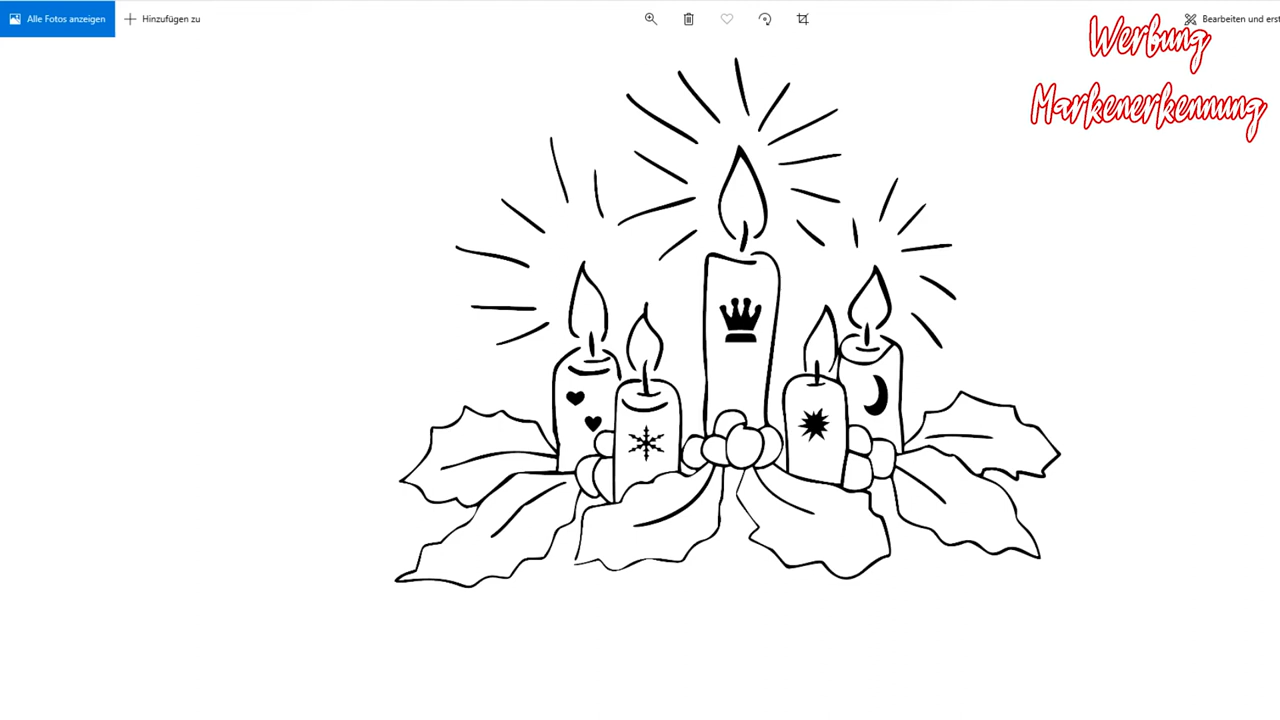 Alle Fotos anzeigen
Hinzufügen zu
Bearbeiten und erst
Werbung
Markenerkennung